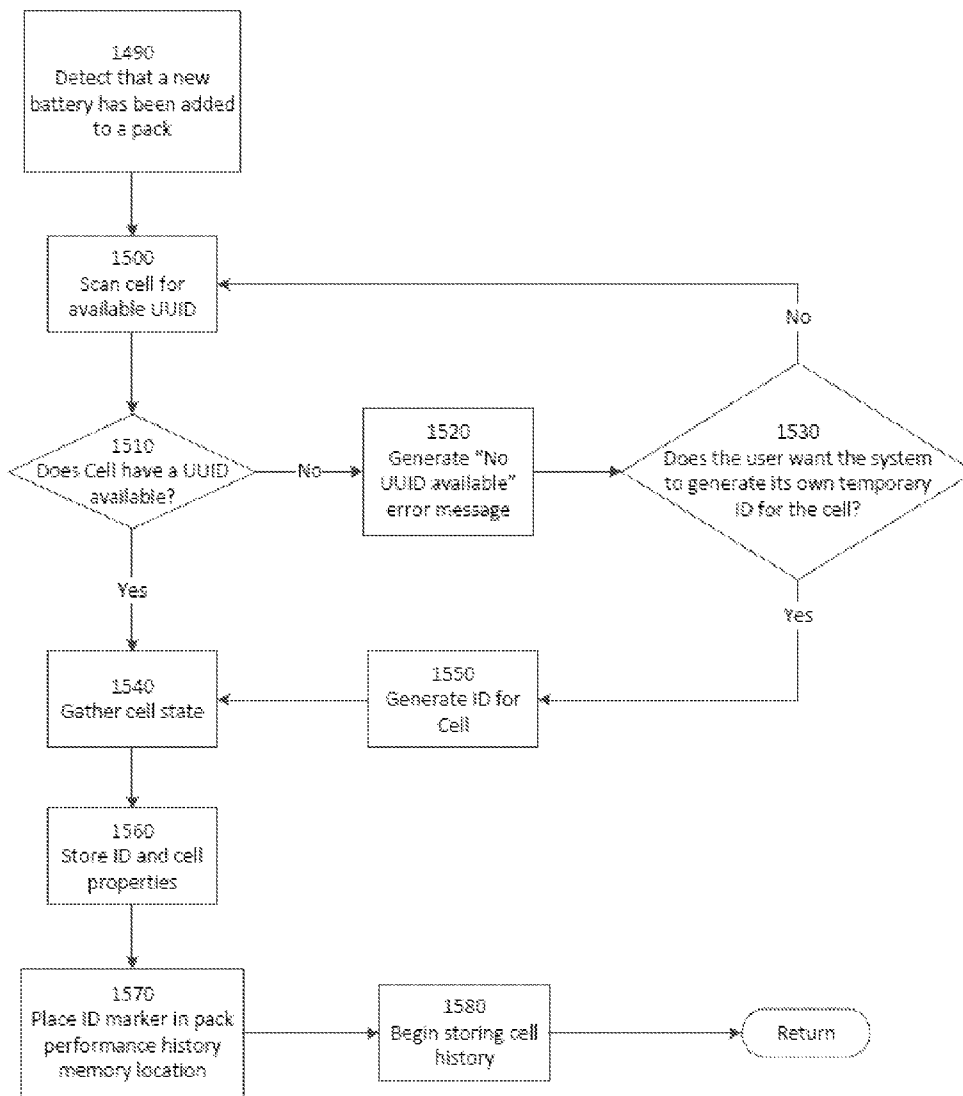 1490
Detect that a new
battery has been added
to a pack
1500
Scan cell for
available UUID
No
1510
Does Cell have a UUID
available?
No
1520
Generate "No
UUID available"
error message
1530
Does the user want the system
to generate its own temporary
ID for the cell?
Yes
Yes
1540
Gather cell state
1550
Generate ID for
Cell
1560
Store ID and cell
properties
1570
Place ID marker in pack
performance history
memory location
1580
Begin storing cell
history
Return